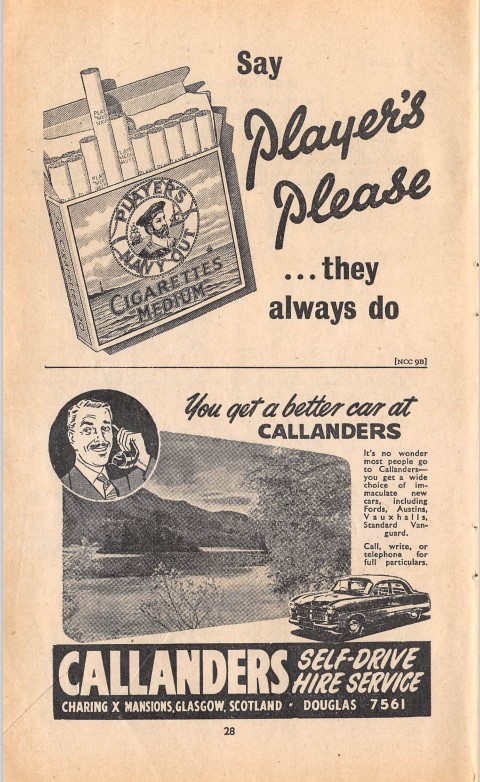 Say
Player's
Please
...they
always do
PLAYER'S
NAVY CUT
CIGARETTES
MEDIUM
[NCC 9B]
You get a better car at
CALLANDERS
It's no wonder
most people go
to Callanders—
you get a wide
choice of im-
maculate new
cars, including
Fords, Austins,
Vauxhalls,
Standard Van-
guard.
Call, write, or
telephone for
full particulars.
CALLANDERS
SELF-DRIVE
HIRE SERVICE
CHARING X MANSIONS, GLASGOW, SCOTLAND · DOUGLAS 7561
28